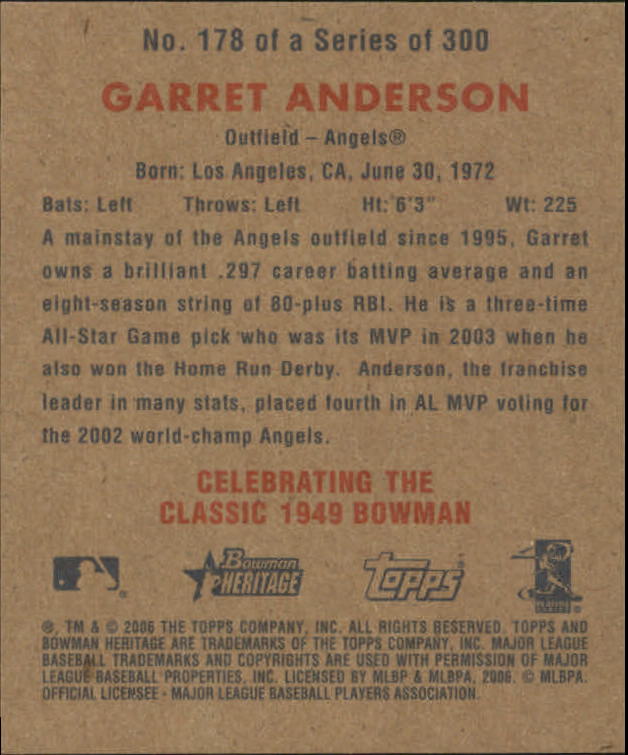 No. 178 of a Series of 300
GARRET ANDERSON
Outfield – Angels®
Born: Los Angeles, CA, June 30, 1972
Bats: Left Throws: Left Ht: 6'3" Wt: 225
A mainstay of the Angels outfield since 1995, Garret
owns a brilliant .297 career batting average and an
eight-season string of 80-plus RBI. He is a three-time
All-Star Game pick who was its MVP in 2003 when he
also won the Home Run Derby. Anderson, the franchise
leader in many stats, placed fourth in AL MVP voting for
the 2002 world-champ Angels.
CELEBRATING THE
CLASSIC 1949 BOWMAN
Bowman
HERITAGE
Topps
®, TM & © 2006 THE TOPPS COMPANY, INC. ALL RIGHTS RESERVED. TOPPS AND
BOWMAN HERITAGE ARE TRADEMARKS OF THE TOPPS COMPANY, INC. MAJOR LEAGUE
BASEBALL TRADEMARKS AND COPYRIGHTS ARE USED WITH PERMISSION OF MAJOR
LEAGUE BASEBALL PROPERTIES, INC. LICENSED BY MLBP & MLBPA, 2006. © MLBPA.
OFFICIAL LICENSEE - MAJOR LEAGUE BASEBALL PLAYERS ASSOCIATION.